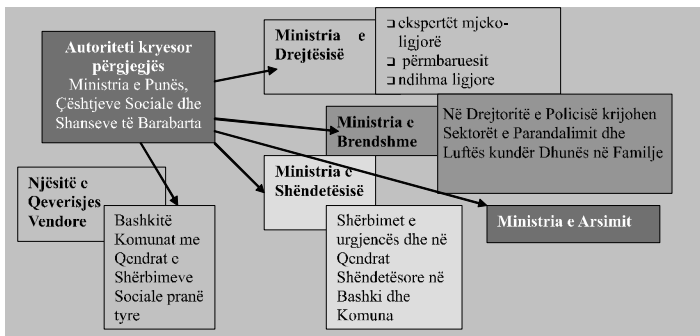 Autoriteti kryesor
përgjegjës
Ministria e Punës,
Çështjeve Sociale dhe
Shanseve të Barabarta
Ministria e
Drejtësisë
❑ ekspertët mjeko-
ligjorë
❑ përmbaruesit
❑ ndihma ligjore
Ministria e
Brendshme
Në Drejtoritë e Policisë krijohen
Sektorët e Parandalimit dhe
Luftës kundër Dhunës në Familje
Ministria e
Shëndetësisë
Shërbimet e
urgjencës dhe në
Qendrat
Shëndetësore në
Bashki dhe
Komuna
Ministria e Arsimit
Njësitë e
Qeverisjes
Vendore
Bashkitë
Komunat me
Qendrat e
Shërbimeve
Sociale pranë
tyre